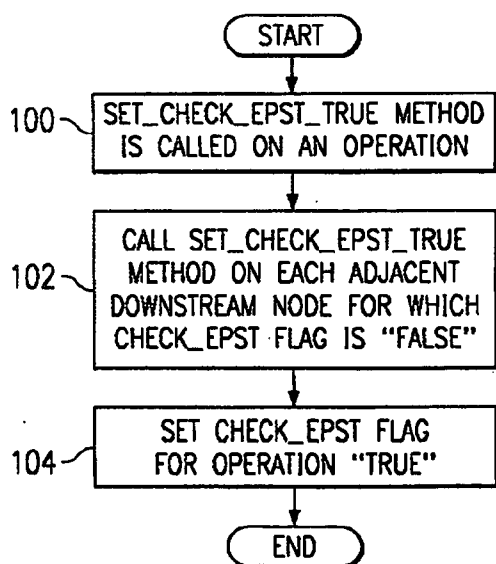 START
100
SET_CHECK_EPST_TRUE METHOD
IS CALLED ON AN OPERATION
102
CALL SET_CHECK_EPST_TRUE
METHOD ON EACH ADJACENT
DOWNSTREAM NODE FOR WHICH
CHECK_EPST FLAG IS “FALSE”
104
SET CHECK_EPST FLAG
FOR OPERATION “TRUE”
END